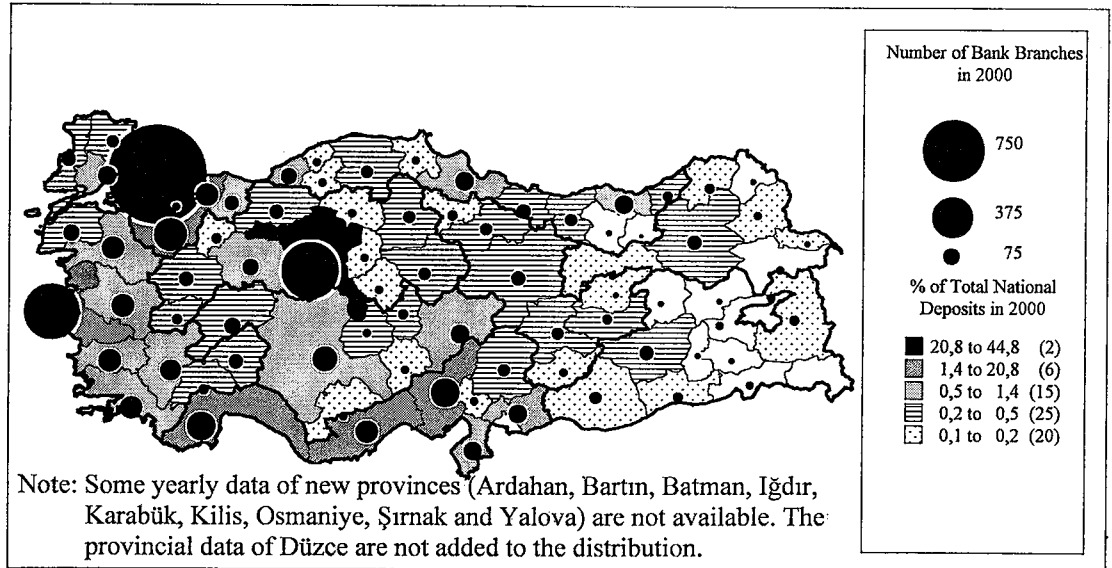 Number of Bank Branches
in 2000
750
375
75
% of Total National
Deposits in 2000
20,8 to 44,8 (2)
1,4 to 20,8 (6)
0,5 to 1,4 (15)
0,2 to 0,5 (25)
0,1 to 0,2 (20)
Note: Some yearly data of new provinces (Ardahan, Bartın, Batman, Iğdır,
Karabük, Kilis, Osmaniye, Şırnak and Yalova) are not available. The
provincial data of Düzce are not added to the distribution.